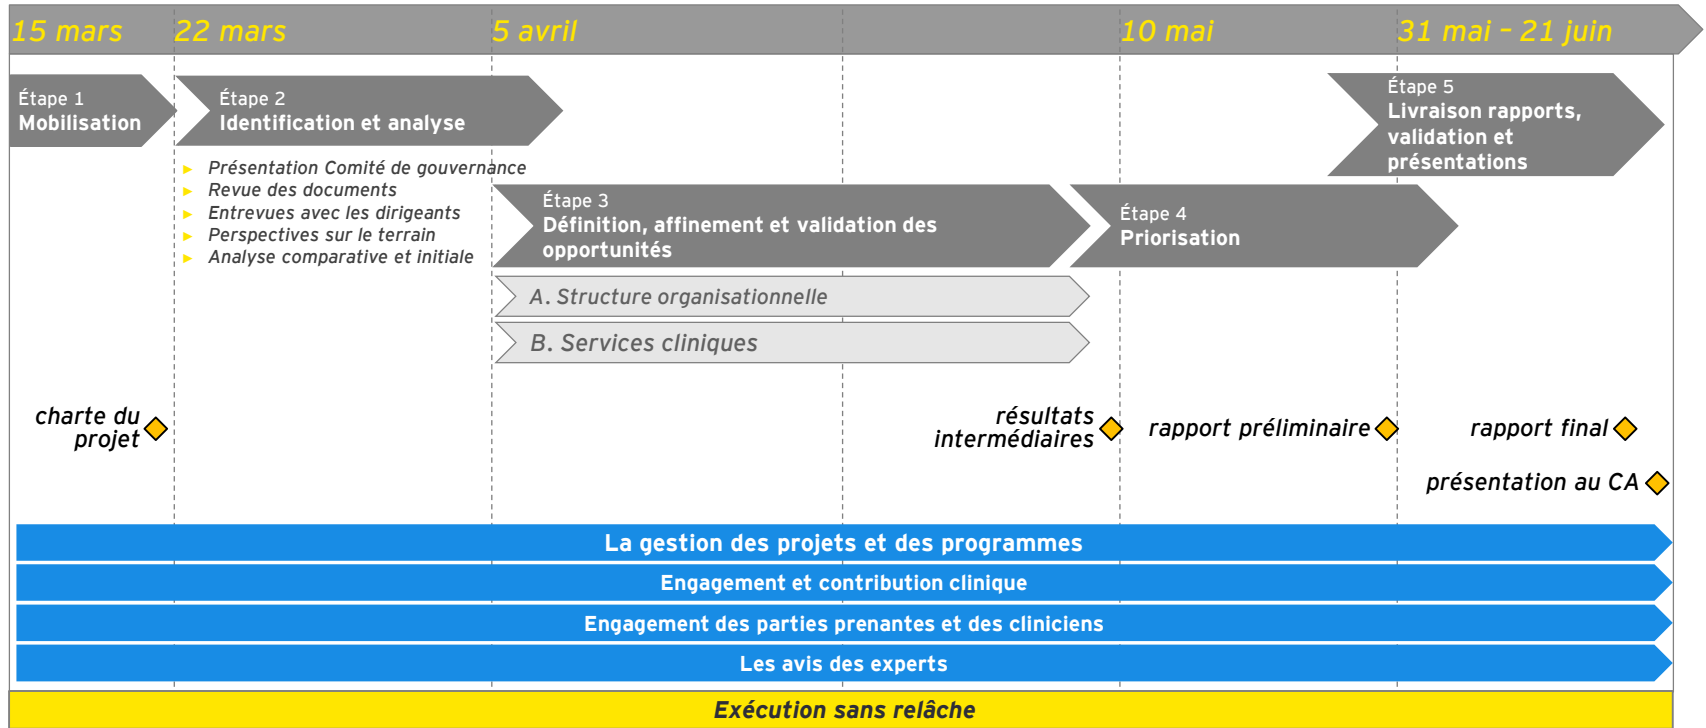 15 mars
22 mars
5 avril
10 mai
31 mai – 21 juin
Étape 1
Mobilisation
Étape 2
Identification et analyse
Présentation Comité de gouvernance
Revue des documents
Entrevues avec les dirigeants
Perspectives sur le terrain
Analyse comparative et initiale
Étape 3
Définition, affinement et validation des
opportunités
A. Structure organisationnelle
B. Services cliniques
Étape 4
Priorisation
Étape 5
Livraison rapports,
validation et
présentations
charte du
projet
résultats
intermédiaires
rapport préliminaire
rapport final
présentation au CA
La gestion des projets et des programmes
Engagement et contribution clinique
Engagement des parties prenantes et des cliniciens
Les avis des experts
Exécution sans relâche